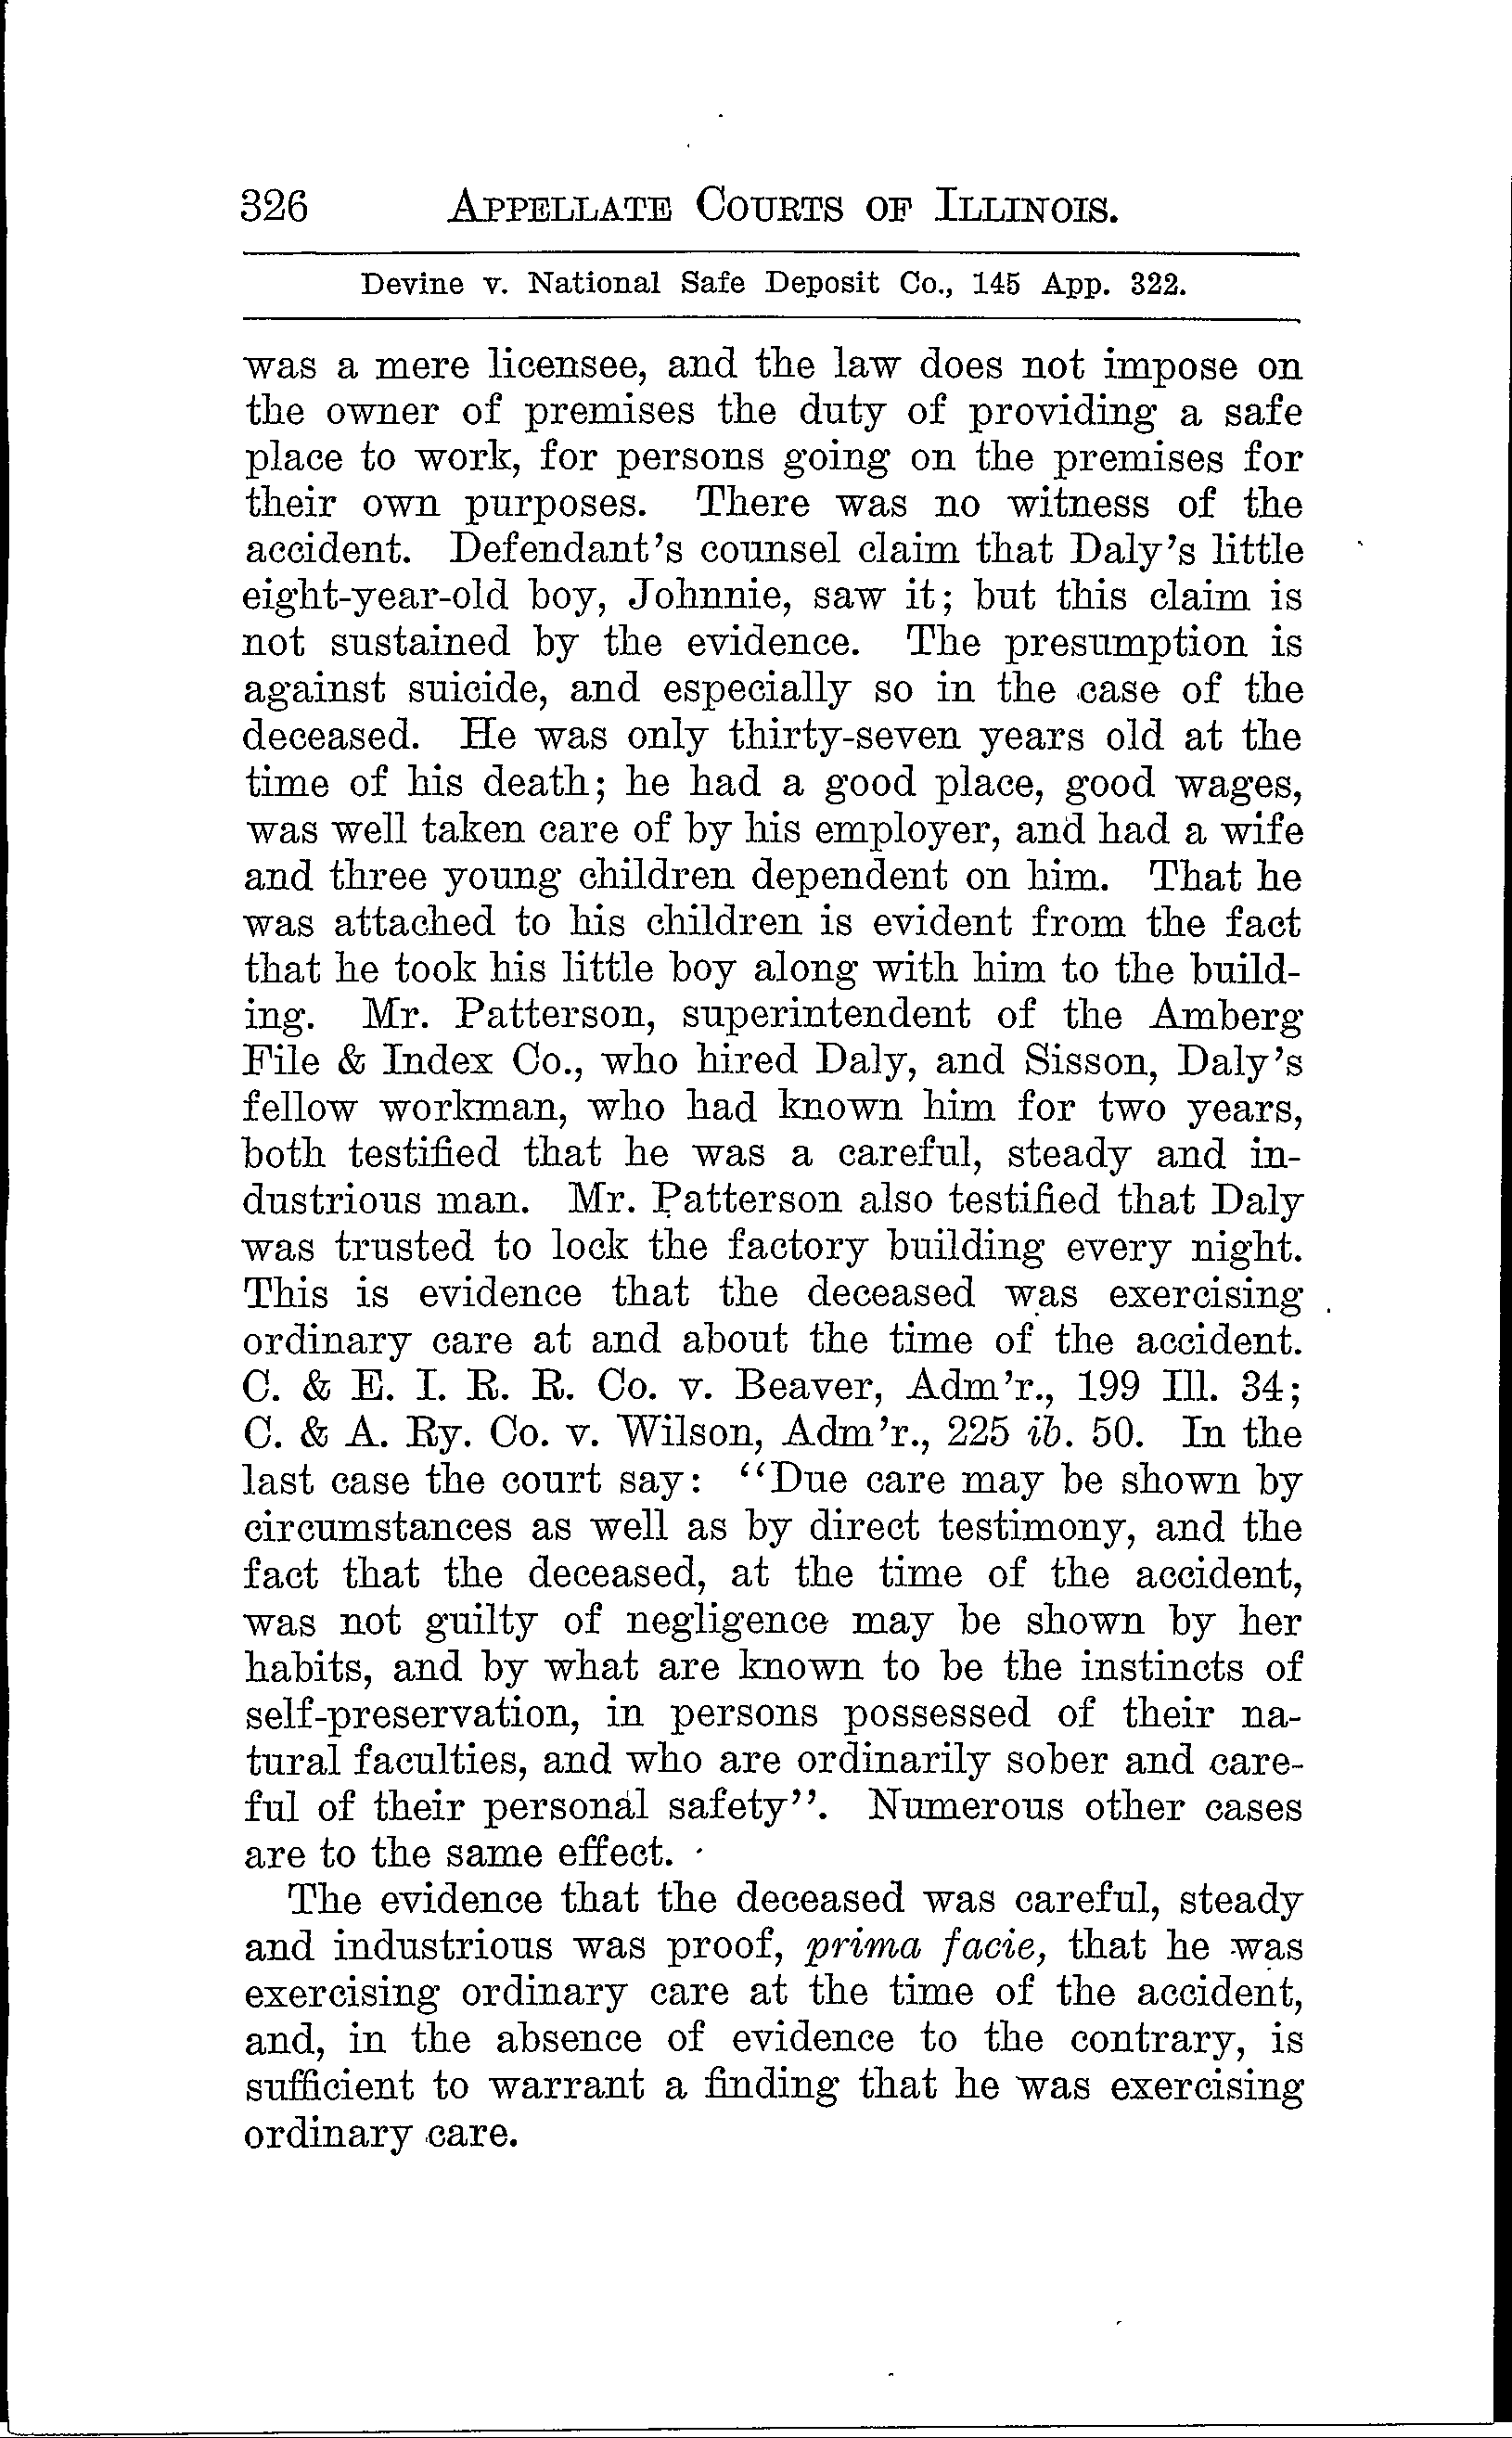 326 APPELLATE COURTS OF ILLINOIS.
Devine v. National Safe Deposit Co., 145 App. 322.
was a mere licensee, and the law does not impose on
the owner of premises the duty of providing a safe
place to work, for persons going on the premises for
their own purposes. There was no witness of the
accident. Defendant's counsel claim that Daly's little
eight-year-old boy, Johnnie, saw it; but this claim is
not sustained by the evidence. The presumption is
against suicide, and especially so in the case of the
deceased. He was only thirty-seven years old at the
time of his death; he had a good place, good wages,
was well taken care of by his employer, and had a wife
and three young children dependent on him. That he
was attached to his children is evident from the fact
that he took his little boy along with him to the build-
ing. Mr. Patterson, superintendent of the Amberg
File & Index Co., who hired Daly, and Sisson, Daly's
fellow workman, who had known him for two years,
both testified that he was a careful, steady and in-
dustrious man. Mr. Patterson also testified that Daly
was trusted to lock the factory building every night.
This is evidence that the deceased was exercising
ordinary care at and about the time of the accident.
C. & E. I. R. R. Co. v. Beaver, Adm'r., 199 Ill. 34;
C. & A. Ry. Co. v. Wilson, Adm'r., 225 ib. 50. In the
last case the court say: "Due care may be shown by
circumstances as well as by direct testimony, and the
fact that the deceased, at the time of the accident,
was not guilty of negligence may be shown by her
habits, and by what are known to be the instincts of
self-preservation, in persons possessed of their na-
tural faculties, and who are ordinarily sober and care-
ful of their personal safety". Numerous other cases
are to the same effect.
The evidence that the deceased was careful, steady
and industrious was proof, prima facie, that he was
exercising ordinary care at the time of the accident,
and, in the absence of evidence to the contrary, is
sufficient to warrant a finding that he was exercising
ordinary care.